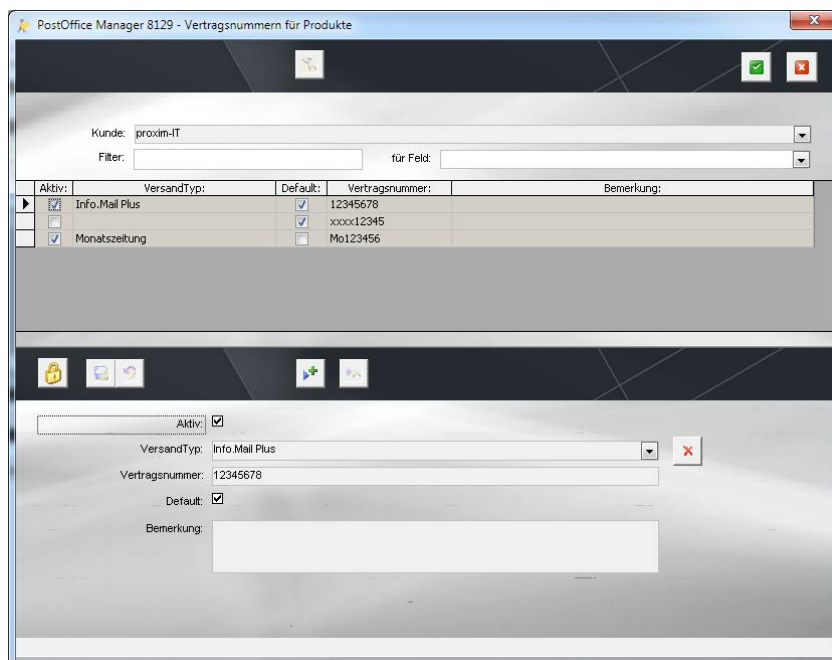 PostOffice Manager 8129 - Vertragsnummern für Produkte
Kunde: proxim-IT
Filter: für Feld:
Aktiv: VersandTyp: Default: Vertragsnummer: Bemerkung:
Info.Mail Plus 12345678
xxxx12345
Monatszeitung Mo123456
Aktiv:
VersandTyp: Info.Mail Plus
Vertragsnummer: 12345678
Default:
Bemerkung: